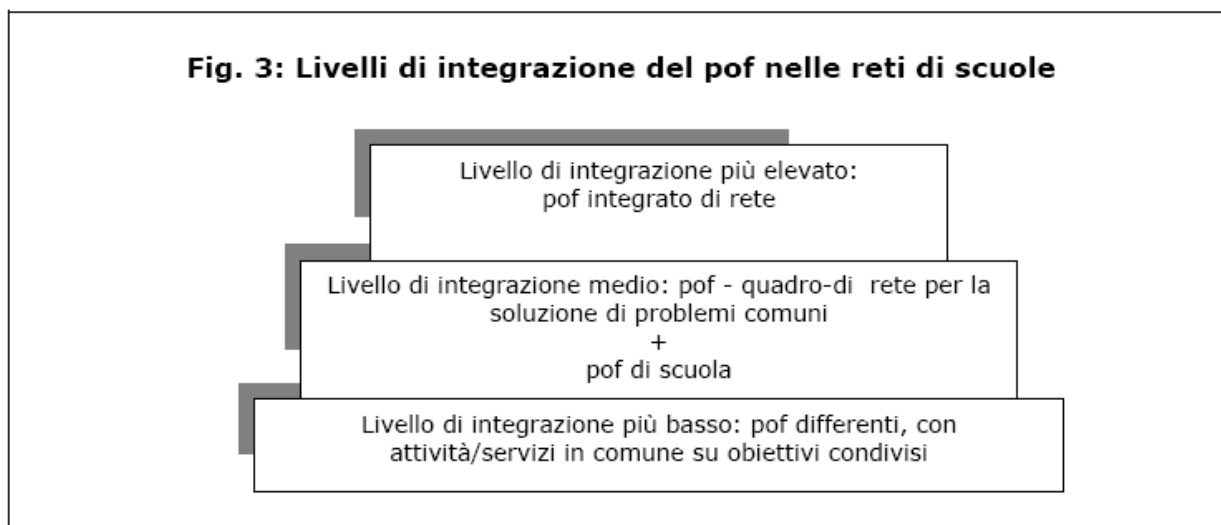 Fig. 3: Livelli di integrazione del pof nelle reti di scuole
Livello di integrazione più elevato:
pof integrato di rete
Livello di integrazione medio: pof - quadro-di rete per la
soluzione di problemi comuni
+
pof di scuola
Livello di integrazione più basso: pof differenti, con
attività/servizi in comune su obiettivi condivisi